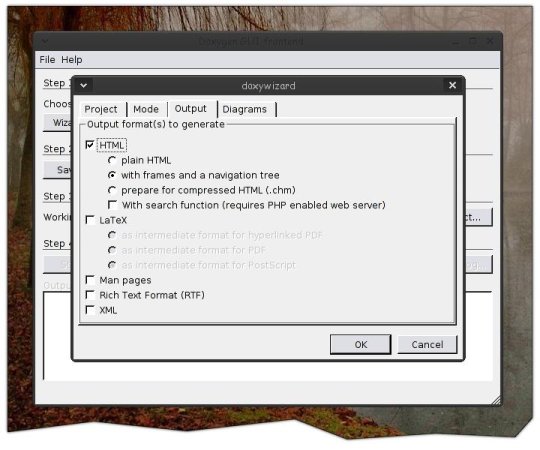 Doxygen GUI frontend
File Help
doxywizard
Step
Project Mode Output Diagrams
Choos
Output format(s) to generate
Wiza
HTML
Step 2
plain HTML
Sav
with frames and a navigation tree
prepare for compressed HTML (.chm)
Step 3
With search function (requires PHP enabled web server)
Workin
LaTeX
ct...
as intermediate format for hyperlinked PDF
Step 4
as intermediate format for PDF
as intermediate format for PostScript
Outpu
Man pages
Rich Text Format (RTF)
XML
OK Cancel